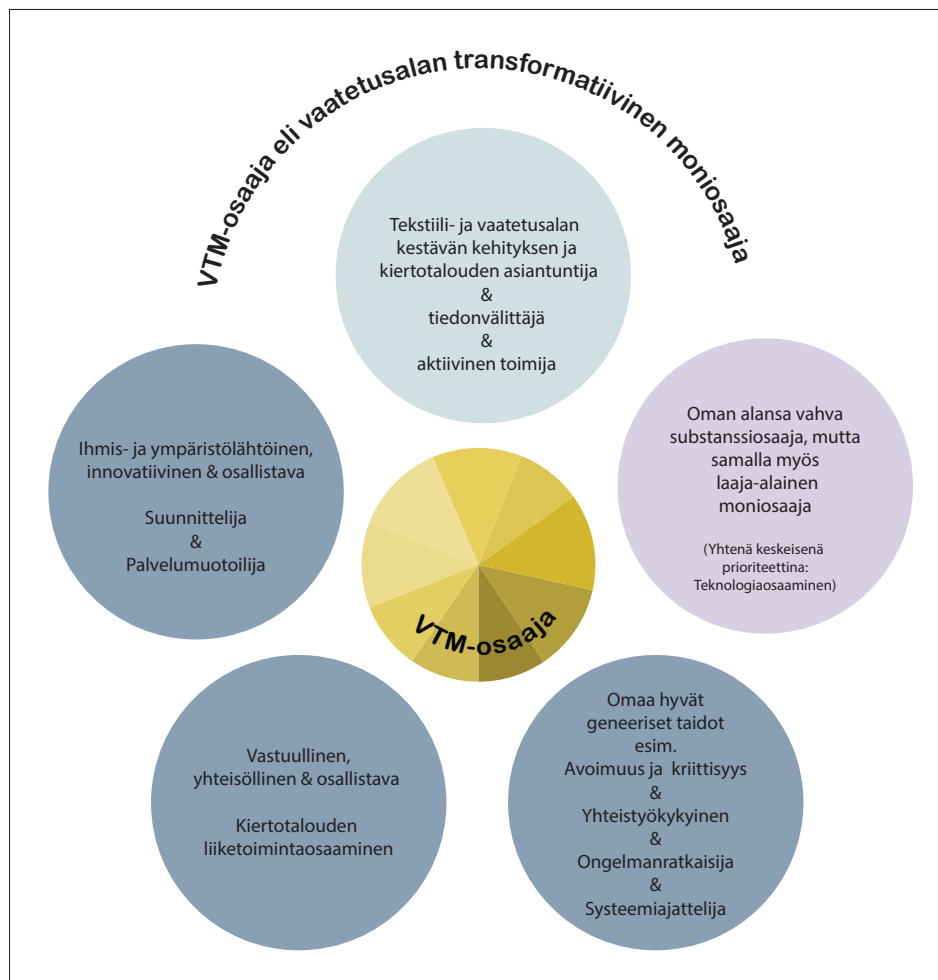 VTM-osaaja eli vaatetusalan transformatiivinen moniosaaja
Tekstiili- ja vaatetusalan
kestävän kehityksen ja
kiertotalouden asiantuntija
&
tiedonvälittäjä
&
aktiivinen toimija
Ihmis- ja ympäristölähtöinen,
innovatiivinen & osallistava
Suunnittelija
&
Palvelumuotoilija
Oman alansa vahva
substanssiosaaja, mutta
samalla myös
laaja-alainen
moniosaaja
(Yhtenä keskeisenä
prioriteettina:
Teknologiaosaaminen)
VTM-osaaja
Vastuullinen,
yhteisöllinen & osallistava
Kiertotalouden
liiketoimintaosaaminen
Omaa hyvät
geneeriset taidot
esim.
Avoimuus ja kriittisyys
&
Yhteistyökykyinen
&
Ongelmanratkaisija
&
Systeemiajattelija